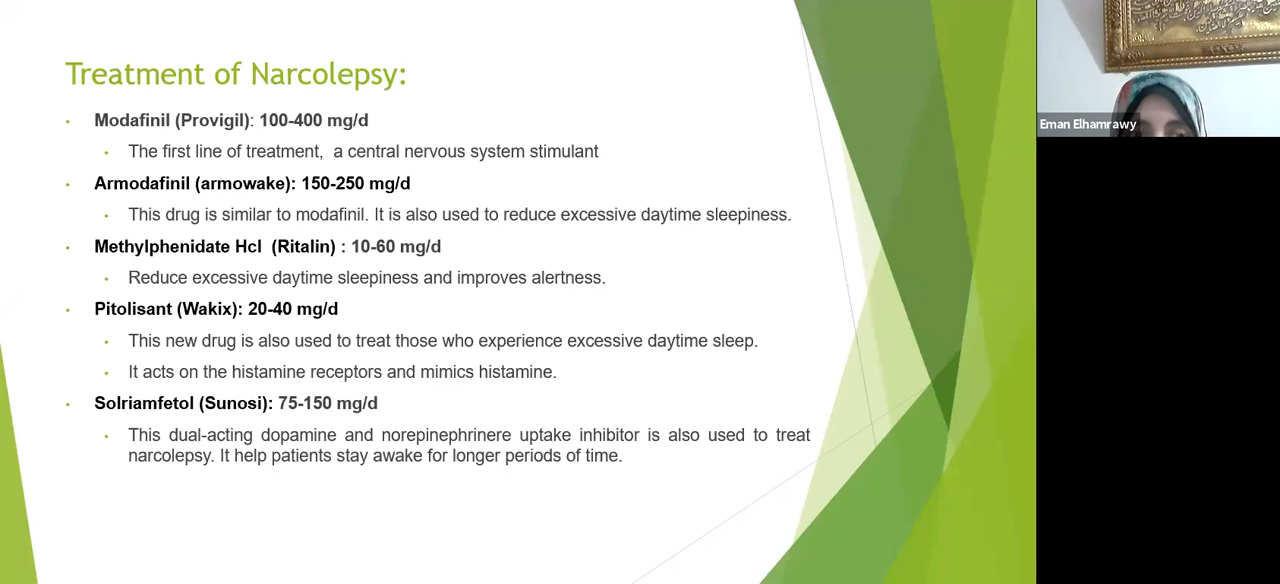 Treatment of Narcolepsy:
• Modafinil (Provigil): 100-400 mg/d
• The first line of treatment, a central nervous system stimulant
• Armodafinil (armowake): 150-250 mg/d
• This drug is similar to modafinil. It is also used to reduce excessive daytime sleepiness.
• Methylphenidate Hcl (Ritalin) : 10-60 mg/d
• Reduce excessive daytime sleepiness and improves alertness.
• Pitolisant (Wakix): 20-40 mg/d
• This new drug is also used to treat those who experience excessive daytime sleep.
• It acts on the histamine receptors and mimics histamine.
• Solriamfetol (Sunosi): 75-150 mg/d
• This dual-acting dopamine and norepinephrinere uptake inhibitor is also used to treat
narcolepsy. It help patients stay awake for longer periods of time.
Eman Elhamrawy